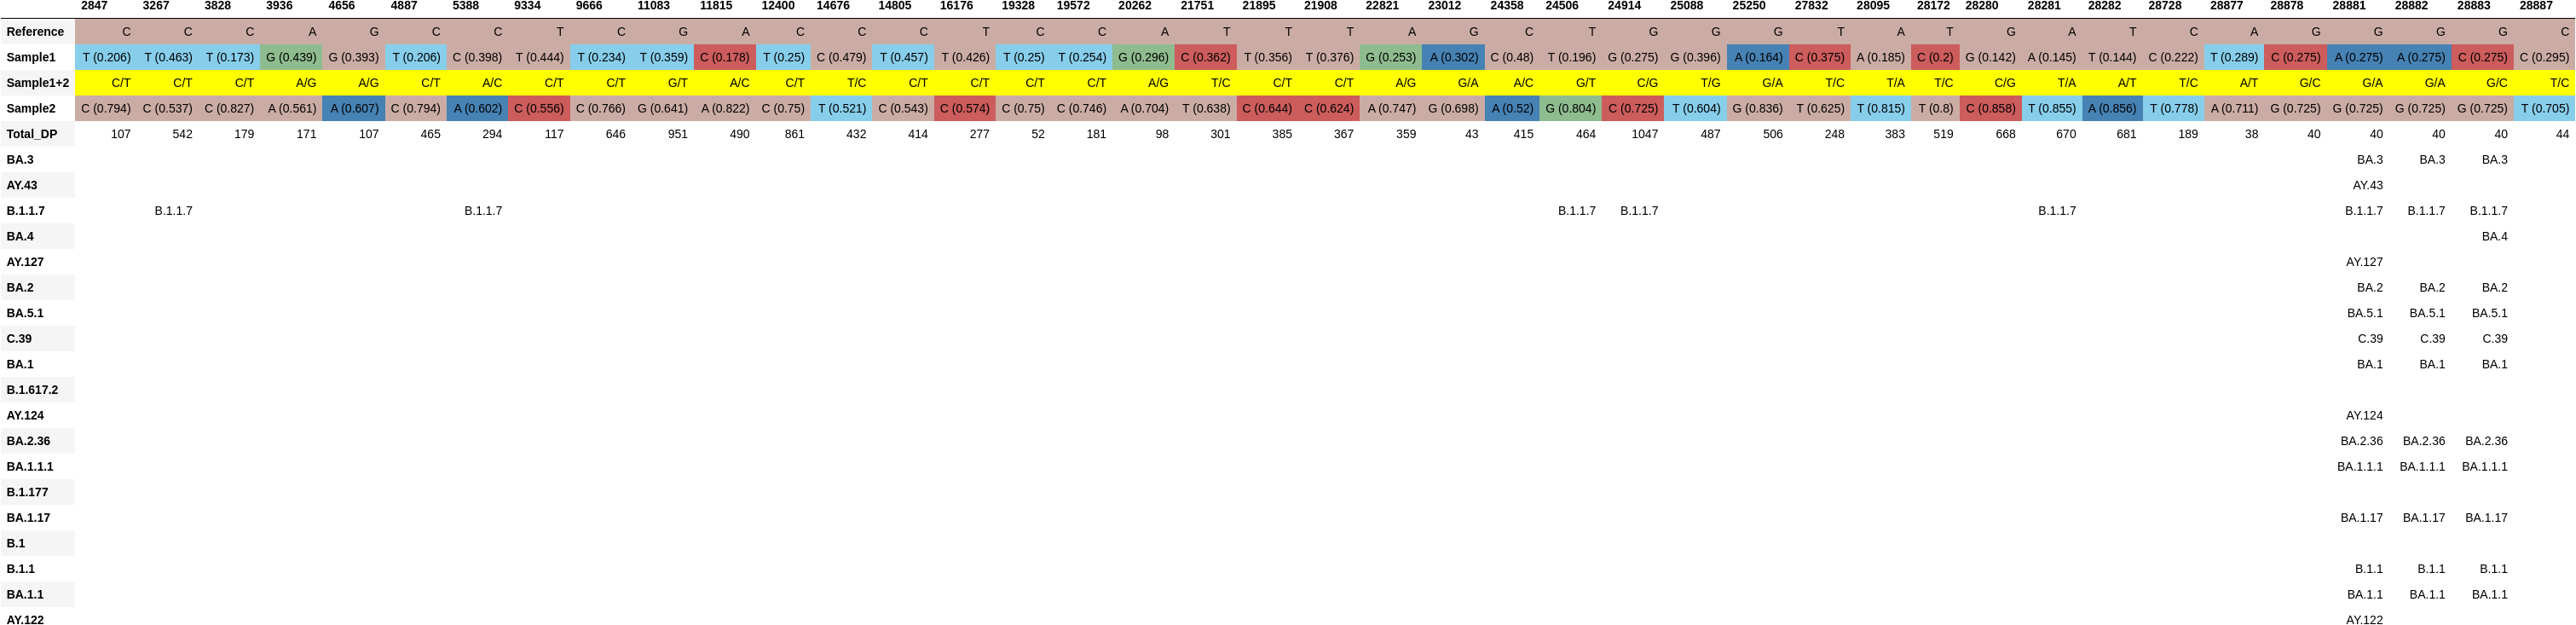 2847 3267 3828 3936 4656 4887 5388 9334 9666 11083 11815 12400 14676 14805 16176 19328 19572 20262 21751 21895 21908 22821 23012 24358 24506 24914 25088 25250 27832 28095 28172 28280 28281 28282 28728 28877 28878 28881 28882 28883 28887
Reference C C C A G C C T C G A C C C T C C A T T T A G C T G G G T A T G A T C A G G G G C
Sample1 T (0.206) T (0.463) T (0.173) G (0.439) G (0.393) T (0.206) C (0.398) T (0.444) T (0.234) T (0.359) C (0.178) T (0.25) C (0.479) T (0.457) T (0.426) T (0.25) T (0.254) G (0.296) C (0.362) T (0.356) T (0.376) G (0.253) A (0.302) C (0.48) T (0.196) G (0.275) G (0.396) A (0.164) C (0.375) A (0.185) C (0.2) G (0.142) A (0.145) T (0.144) C (0.222) T (0.289) C (0.275) A (0.275) A (0.275) C (0.275) C (0.295)
Sample1+2 C/T C/T C/T A/G A/G C/T A/C C/T C/T G/T A/C C/T T/C C/T C/T C/T C/T A/G T/C C/T C/T A/G G/A A/C G/T C/G T/G G/A T/C T/A T/C C/G T/A A/T T/C A/T G/C G/A G/A G/C T/C
Sample2 C (0.794) C (0.537) C (0.827) A (0.561) A (0.607) C (0.794) A (0.602) C (0.556) C (0.766) G (0.641) A (0.822) C (0.75) T (0.521) C (0.543) C (0.574) C (0.75) C (0.746) A (0.704) T (0.638) C (0.644) C (0.624) A (0.747) G (0.698) A (0.52) G (0.804) C (0.725) T (0.604) G (0.836) T (0.625) T (0.815) T (0.8) C (0.858) T (0.855) A (0.856) T (0.778) A (0.711) G (0.725) G (0.725) G (0.725) G (0.725) T (0.705)
Total_DP 107 542 179 171 107 465 294 117 646 951 490 861 432 414 277 52 181 98 301 385 367 359 43 415 464 1047 487 506 248 383 519 668 670 681 189 38 40 40 40 40 44
BA.3 BA.3 BA.3 BA.3
AY.43 AY.43
B.1.1.7 B.1.1.7 B.1.1.7 B.1.1.7 B.1.1.7 B.1.1.7 B.1.1.7 B.1.1.7 B.1.1.7
BA.4 BA.4
AY.127 AY.127
BA.2 BA.2 BA.2 BA.2
BA.5.1 BA.5.1 BA.5.1 BA.5.1
C.39 C.39 C.39 C.39
BA.1 BA.1 BA.1 BA.1
B.1.617.2
AY.124 AY.124
BA.2.36 BA.2.36 BA.2.36 BA.2.36
BA.1.1.1 BA.1.1.1 BA.1.1.1 BA.1.1.1
B.1.177
BA.1.17 BA.1.17 BA.1.17 BA.1.17
B.1
B.1.1 B.1.1 B.1.1 B.1.1
BA.1.1 BA.1.1 BA.1.1 BA.1.1
AY.122 AY.122